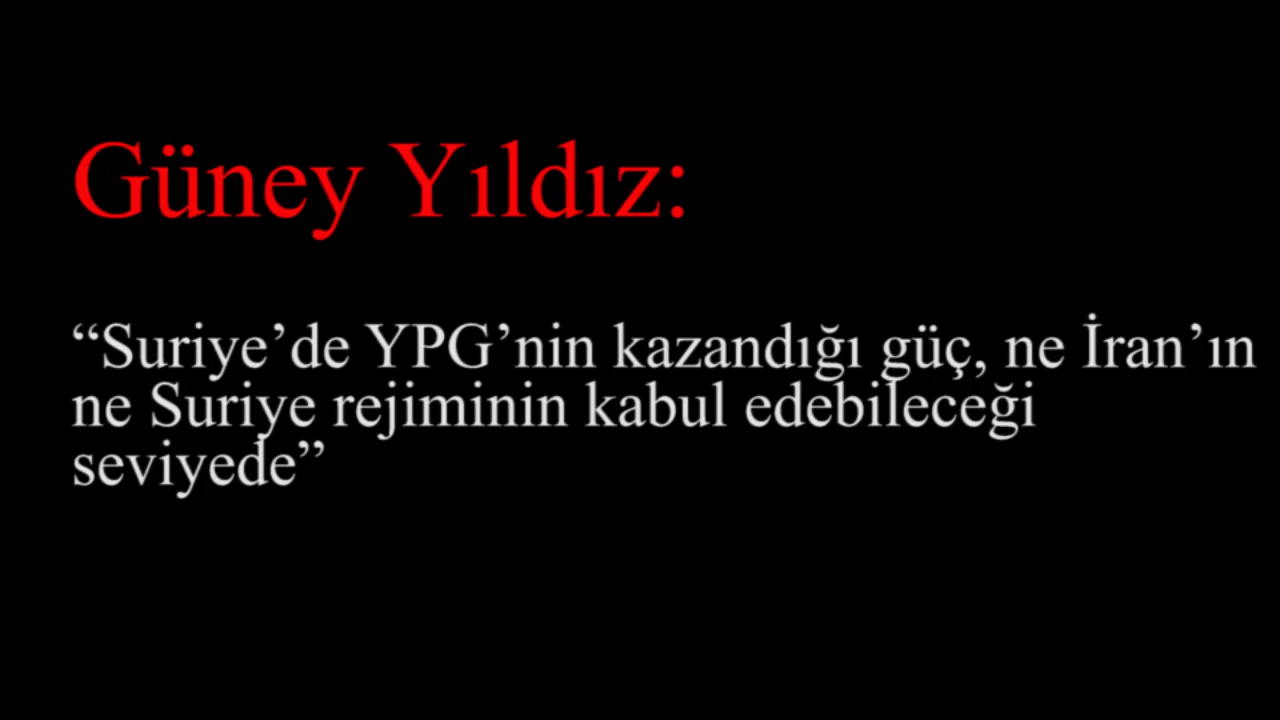 Güney Yıldız:
“Suriye’de YPG’nin kazandığı güç, ne İran’ın
ne Suriye rejiminin kabul edebileceği
seviyede”